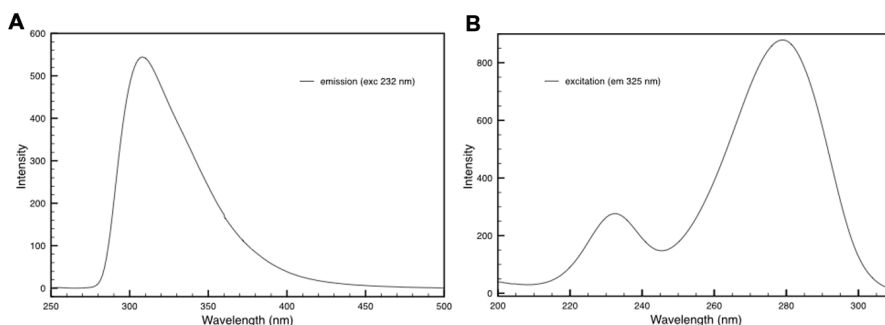 A
600
500
400
300
200
100
0
Intensity
emission (exc 232 nm)
250 300 350 400 450 500
Wavelength (nm)
B
800
600
400
200
0
Intensity
excitation (em 325 nm)
200 220 240 260 280 300
Wavelength (nm)